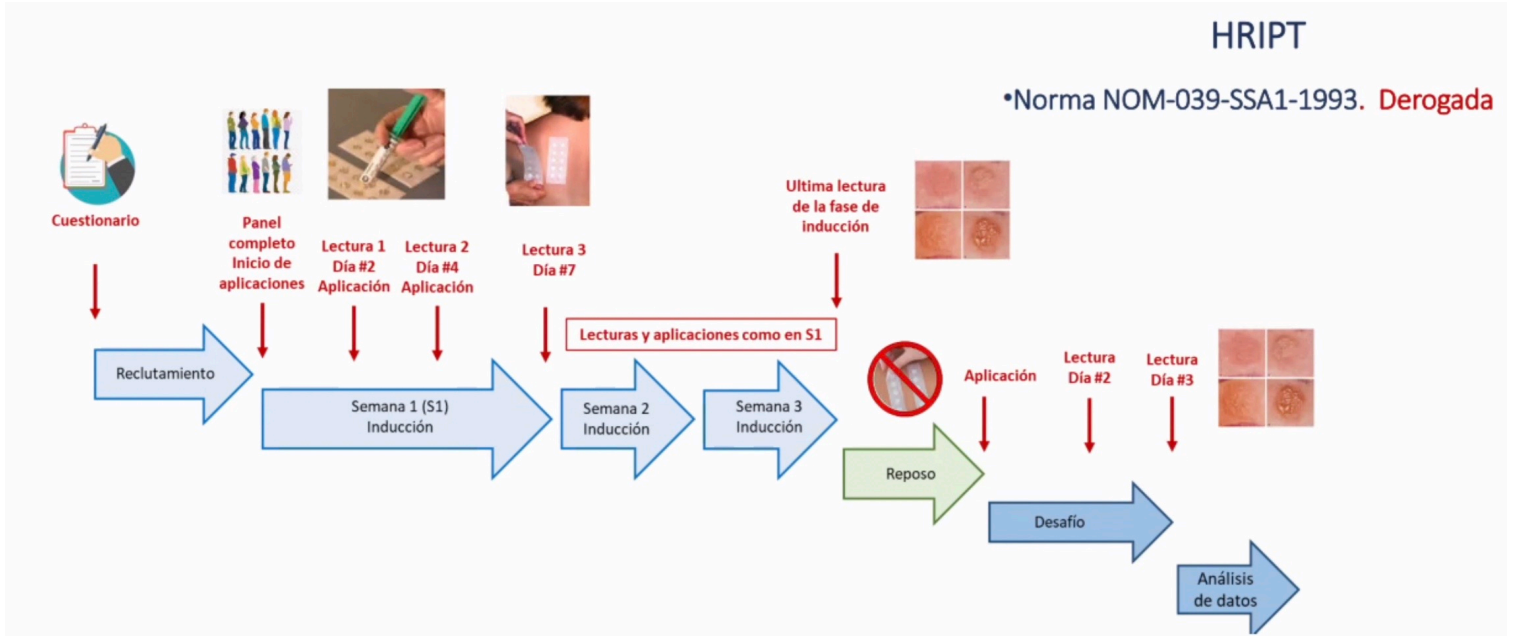 HRIPT
•Norma NOM-039-SSA1-1993. Derogada
Cuestionario
Panel
completo
Inicio de
aplicaciones
Lectura 1
Día #2
Aplicación
Lectura 2
Día #4
Aplicación
Lectura 3
Día #7
Ultima lectura
de la fase de
inducción
Lecturas y aplicaciones como en S1
Reclutamiento
Semana 1 (S1)
Inducción
Semana 2
Inducción
Semana 3
Inducción
Aplicación
Lectura
Día #2
Lectura
Día #3
Reposo
Desafío
Análisis
de datos